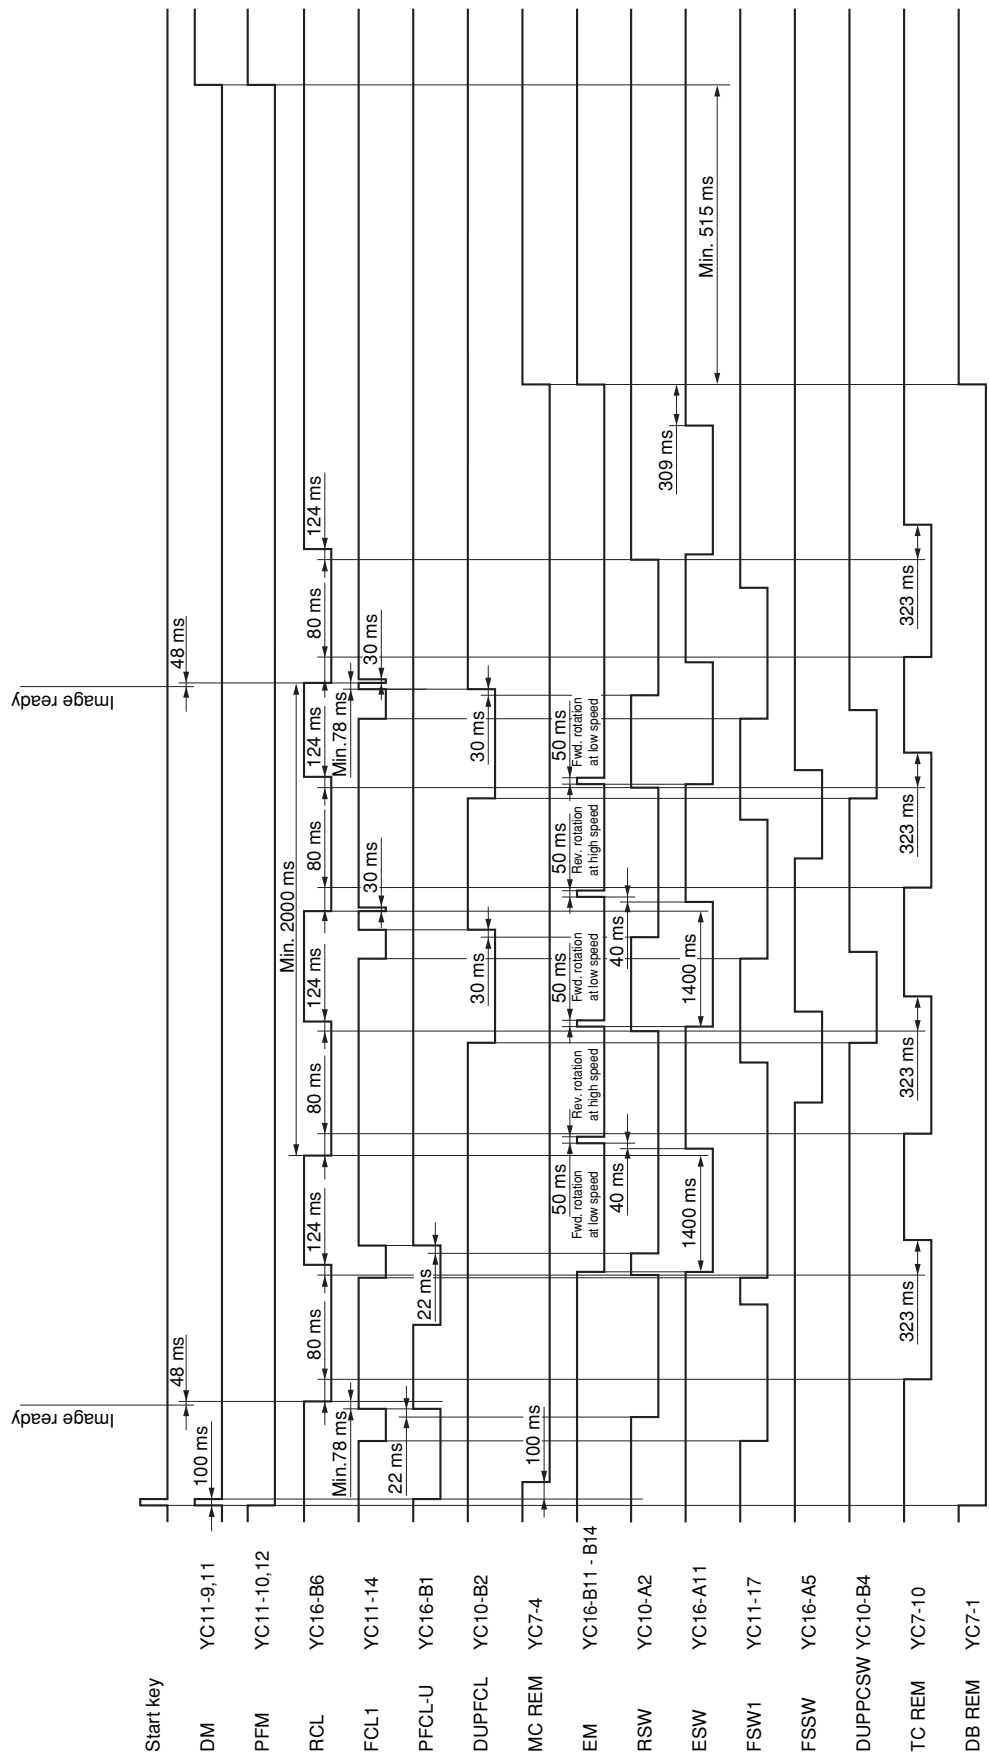 Start key
DM YC11-9,11
PFM YC11-10,12
RCL YC16-B6
FCL1 YC11-14
PFCL-U YC16-B1
DUPFCL YC10-B2
MC REM YC7-4
EM YC16-B11 - B14
RSW YC10-A2
ESW YC16-A11
FSW1 YC11-17
FSSW YC16-A5
DUPPCSW YC10-B4
TC REM YC7-10
DB REM YC7-1
Image ready
Image ready
100 ms
48 ms
48 ms
Min. 2000 ms
80 ms
124 ms
80 ms
124 ms
80 ms
124 ms
80 ms
124 ms
Min.78 ms
30 ms
Min.78 ms
30 ms
22 ms
22 ms
30 ms
30 ms
100 ms
50 ms
50 ms
50 ms
50 ms
Fwd. rotation
at low speed
Rev. rotation
at high speed
Fwd. rotation
at low speed
Rev. rotation
at high speed
Fwd. rotation
at low speed
40 ms
40 ms
1400 ms
1400 ms
309 ms
Min. 515 ms
323 ms
323 ms
323 ms
323 ms